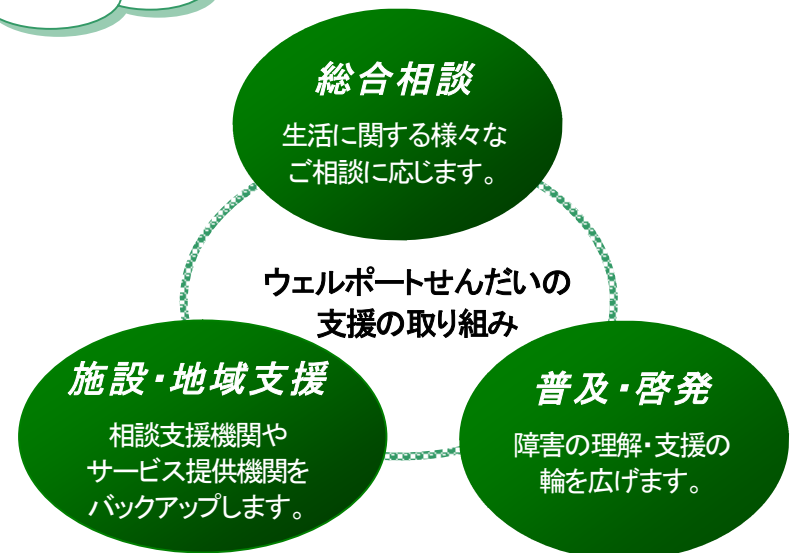 総合相談
生活に関する様々な
ご相談に応じます。
ウェルポートせんだいの
支援の取り組み
施設・地域支援
相談支援機関や
サービス提供機関を
バックアップします。
普及・啓発
障害の理解・支援の
輪を広げます。